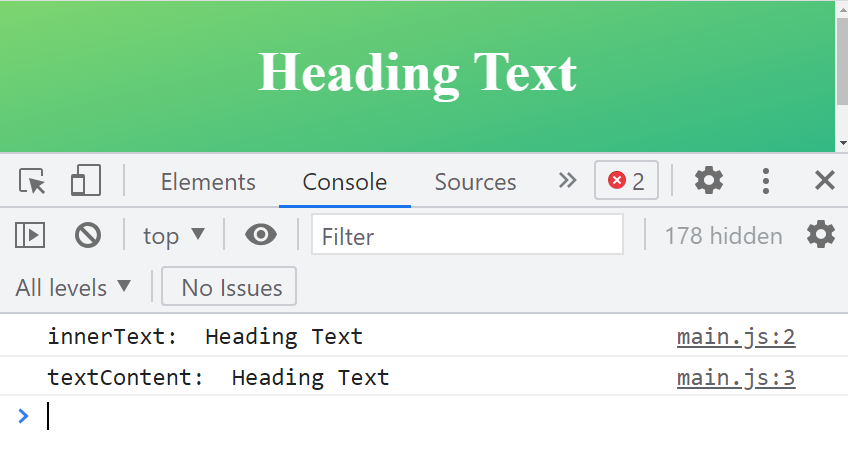 Heading Text
Elements Console Sources 2
top Filter 178 hidden
All levels No Issues
innerText:  Heading Text main.js:2
textContent:  Heading Text main.js:3